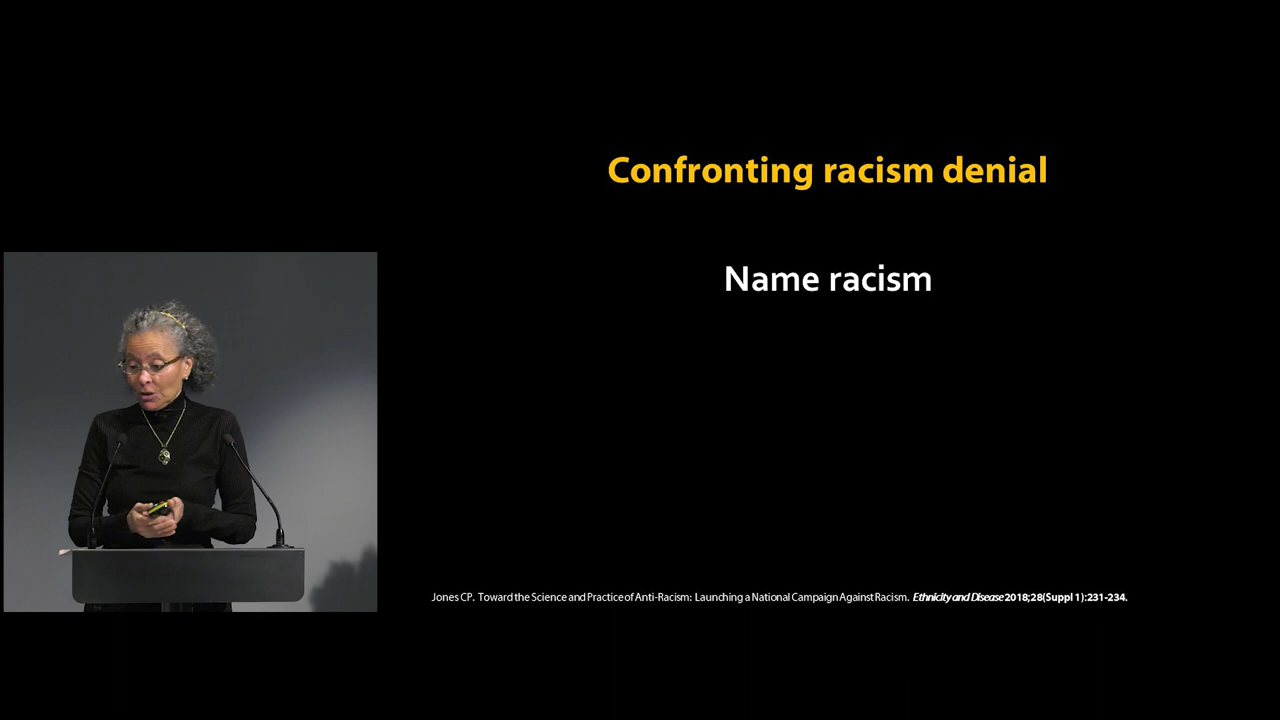 Confronting racism denial
Name racism
Jones CP. Toward the Science and Practice of Anti-Racism: Launching a National Campaign Against Racism. Ethnicity and Disease 2018;28(Suppl 1):231-234.